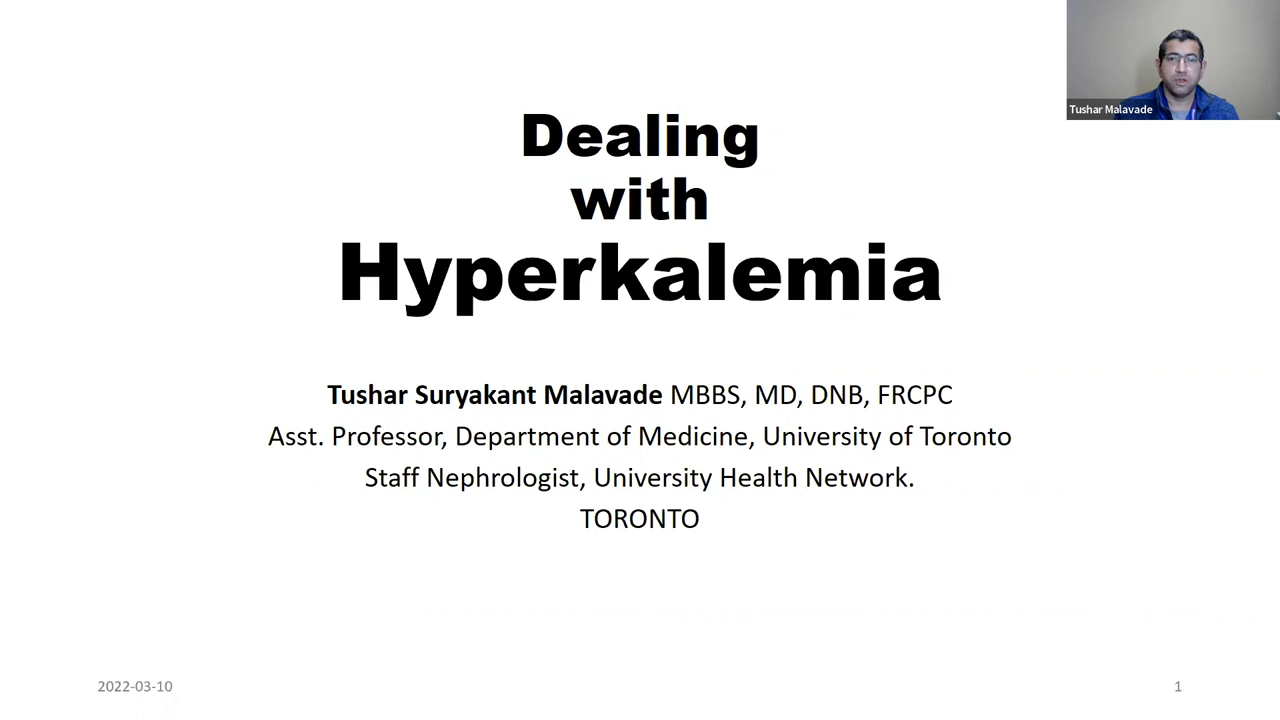 Tushar Malavade
Dealing
with
Hyperkalemia
Tushar Suryakant Malavade MBBS, MD, DNB, FRCPC
Asst. Professor, Department of Medicine, University of Toronto
Staff Nephrologist, University Health Network.
TORONTO
2022-03-10
1